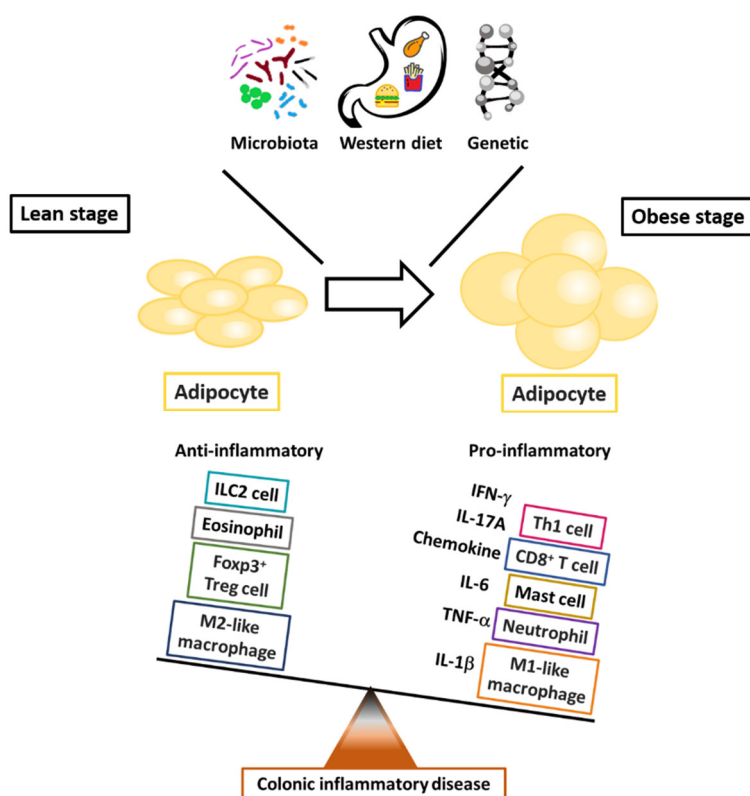 Microbiota
Western diet
Genetic
Lean stage
Obese stage
Adipocyte
Adipocyte
Anti-inflammatory
ILC2 cell
Eosinophil
Foxp3⁺
Treg cell
M2-like
macrophage
Pro-inflammatory
IFN-γ
IL-17A
Chemokine
IL-6
TNF-α
IL-1β
Th1 cell
CD8⁺ T cell
Mast cell
Neutrophil
M1-like
macrophage
Colonic inflammatory disease